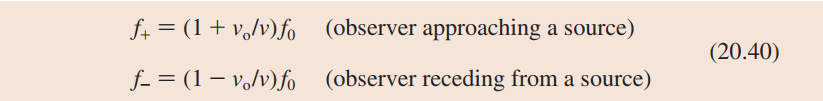 f₊ = (1 + vₒ/v)f₀ (observer approaching a source)
(20.40)
f₋ = (1 − vₒ/v)f₀ (observer receding from a source)